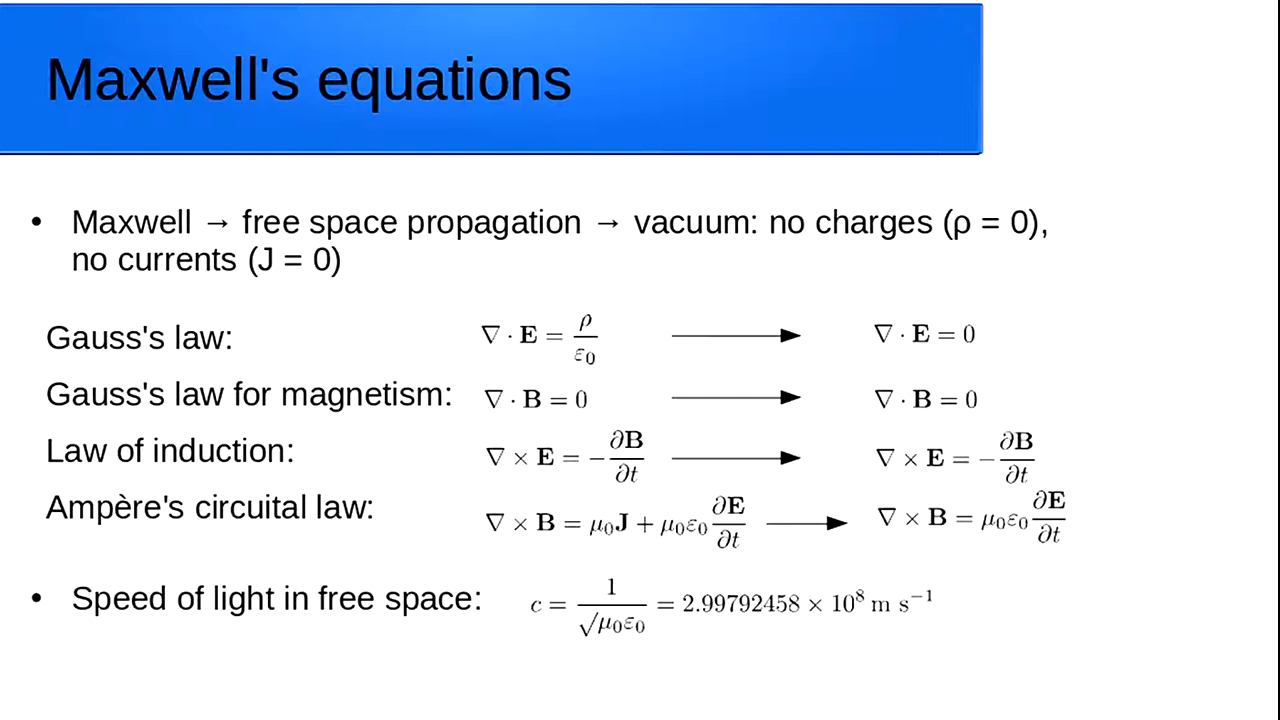 Maxwell's equations
• Maxwell → free space propagation → vacuum: no charges (ρ = 0),
no currents (J = 0)
Gauss's law: ∇ · E = ρ/ε₀ → ∇ · E = 0
Gauss's law for magnetism: ∇ · B = 0 → ∇ · B = 0
Law of induction: ∇ × E = −∂B/∂t → ∇ × E = −∂B/∂t
Ampère's circuital law: ∇ × B = μ₀J + μ₀ε₀ ∂E/∂t → ∇ × B = μ₀ε₀ ∂E/∂t
• Speed of light in free space: c = 1/√μ₀ε₀ = 2.99792458 × 10⁸ m s⁻¹